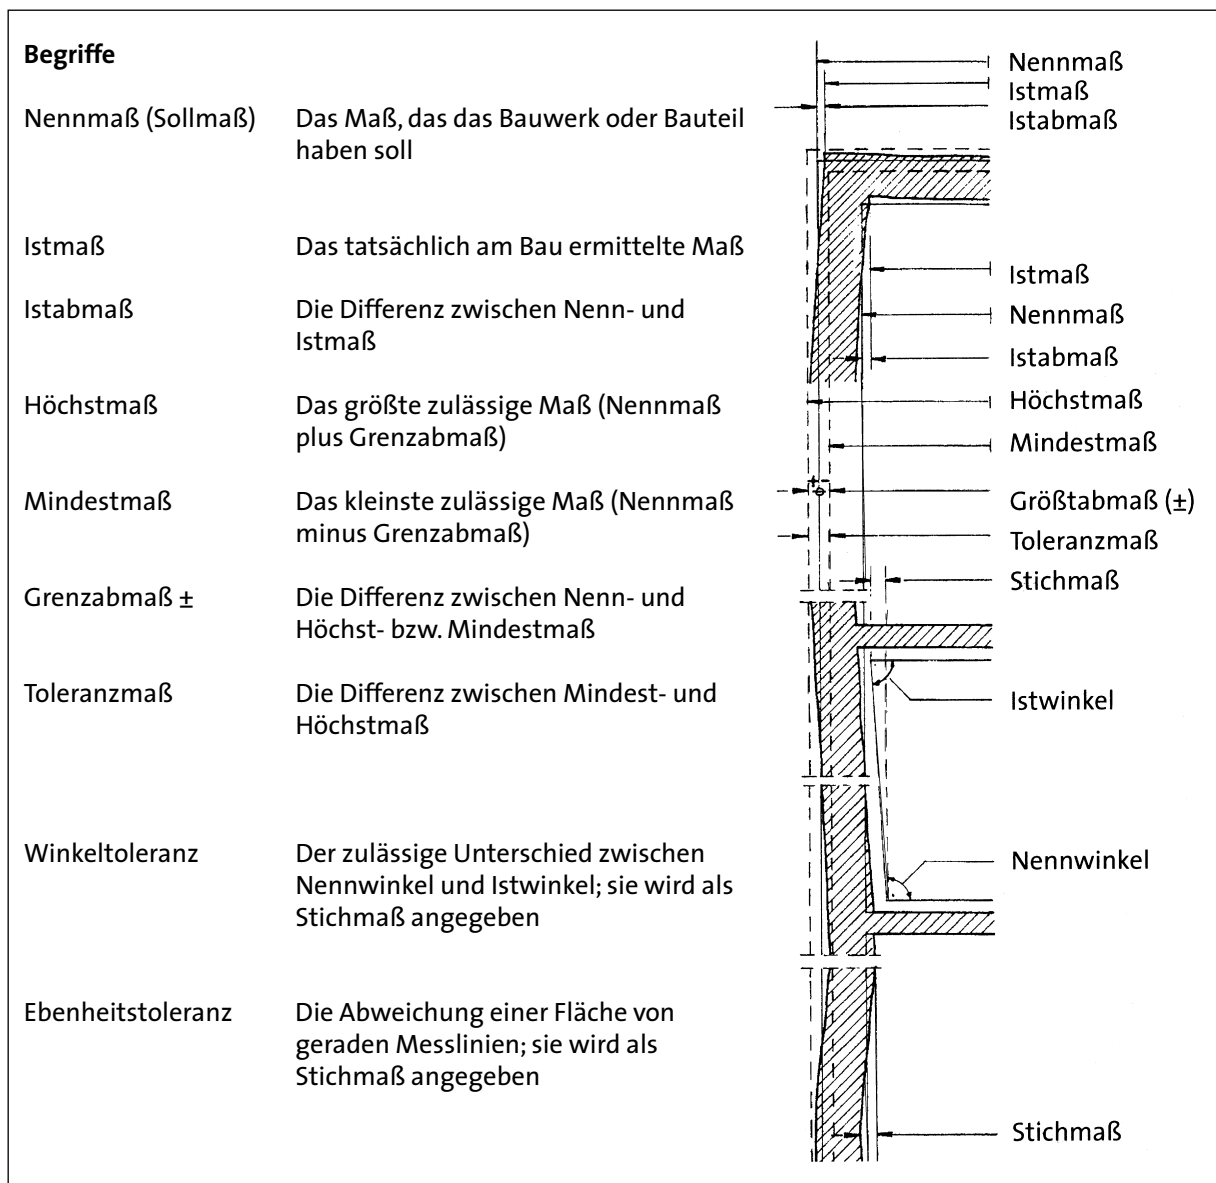 Begriffe
Nennmaß (Sollmaß)
Das Maß, das das Bauwerk oder Bauteil
haben soll
Istmaß
Das tatsächlich am Bau ermittelte Maß
Istabmaß
Die Differenz zwischen Nenn- und
Istmaß
Höchstmaß
Das größte zulässige Maß (Nennmaß
plus Grenzabmaß)
Mindestmaß
Das kleinste zulässige Maß (Nennmaß
minus Grenzabmaß)
Grenzabmaß ±
Die Differenz zwischen Nenn- und
Höchst- bzw. Mindestmaß
Toleranzmaß
Die Differenz zwischen Mindest- und
Höchstmaß
Winkeltoleranz
Der zulässige Unterschied zwischen
Nennwinkel und Istwinkel; sie wird als
Stichmaß angegeben
Ebenheitstoleranz
Die Abweichung einer Fläche von
geraden Messlinien; sie wird als
Stichmaß angegeben
Nennmaß
Istmaß
Istabmaß
Istmaß
Nennmaß
Istabmaß
Höchstmaß
Mindestmaß
+ -
Größtabmaß (±)
Toleranzmaß
Stichmaß
Istwinkel
Nennwinkel
Stichmaß